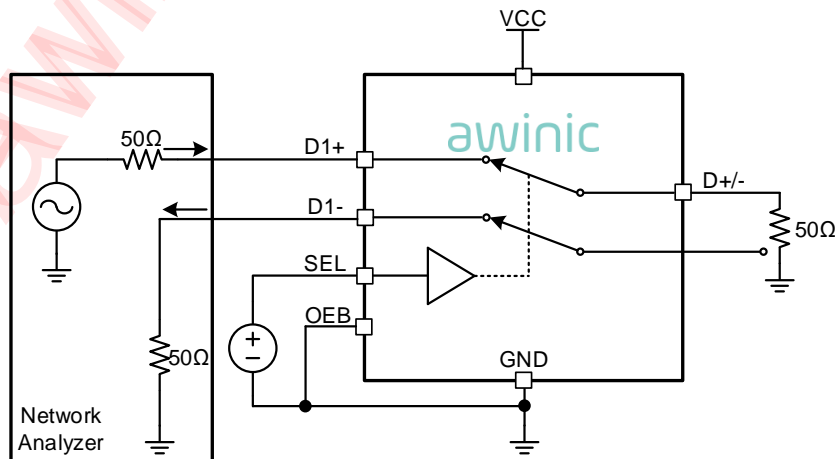 VCC
awinic
50Ω
D1+
D+/-
D1-
50Ω
SEL
OEB
+
−
50Ω
GND
Network
Analyzer